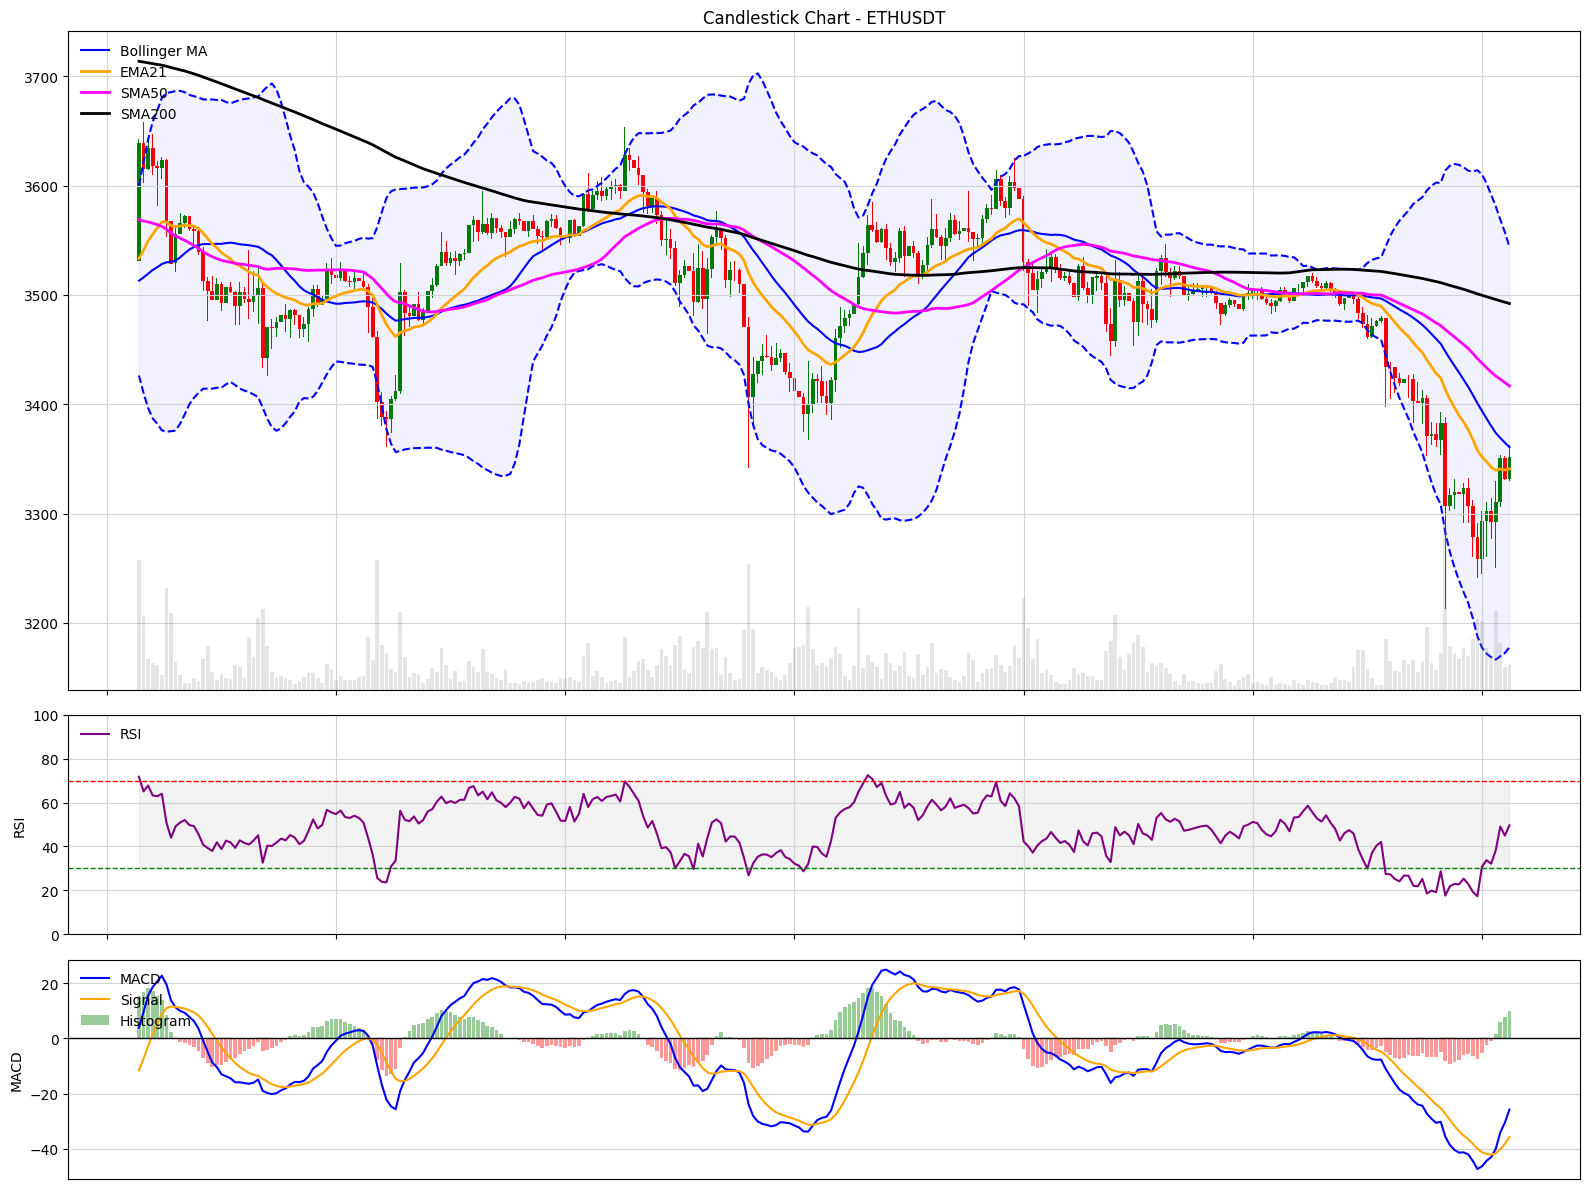 Candlestick Chart - ETHUSDT
Bollinger MA
EMA21
SMA50
SMA200
3700
3600
3500
3400
3300
3200
RSI
100
80
60
40
20
0
RSI
MACD
Signal
Histogram
20
0
−20
−40
MACD